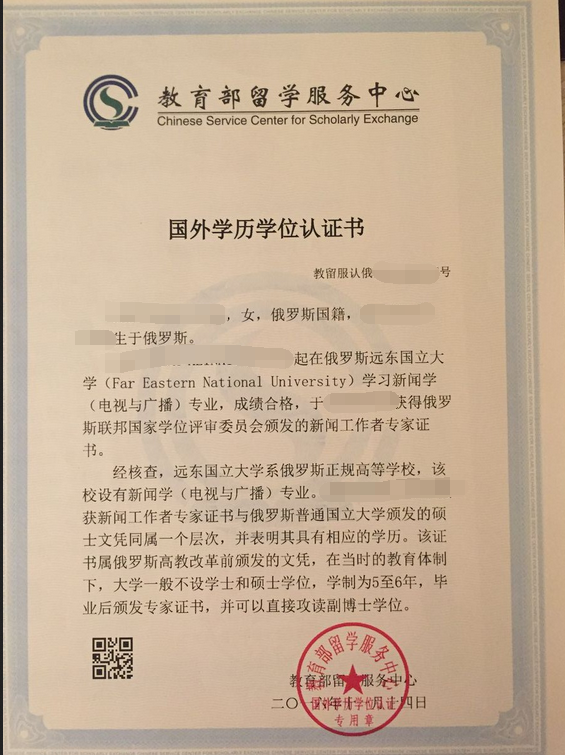 教育部留学服务中心
Chinese Service Center for Scholarly Exchange
国外学历学位认证书
教留服认俄 号
，女，俄罗斯国籍，
生于俄罗斯。
起在俄罗斯远东国立大
学（Far Eastern National University）学习新闻学
（电视与广播）专业，成绩合格，于 获得俄罗
斯联邦国家学位评审委员会颁发的新闻工作者专家证
书。
经核查，远东国立大学系俄罗斯正规高等学校，该
校设有新闻学（电视与广播）专业。
获新闻工作者专家证书与俄罗斯普通国立大学颁发的硕
士文凭同属一个层次，并表明其具有相应的学历。该证
书属俄罗斯高教改革前颁发的文凭，在当时的教育体制
下，大学一般不设学士和硕士学位，学制为5至6年，毕
业后颁发专家证书，并可以直接攻读副博士学位。
教育部留学服务中心
二〇一 年十 月十四日
教育部留学服务中心
国外学历学位认证
专用章